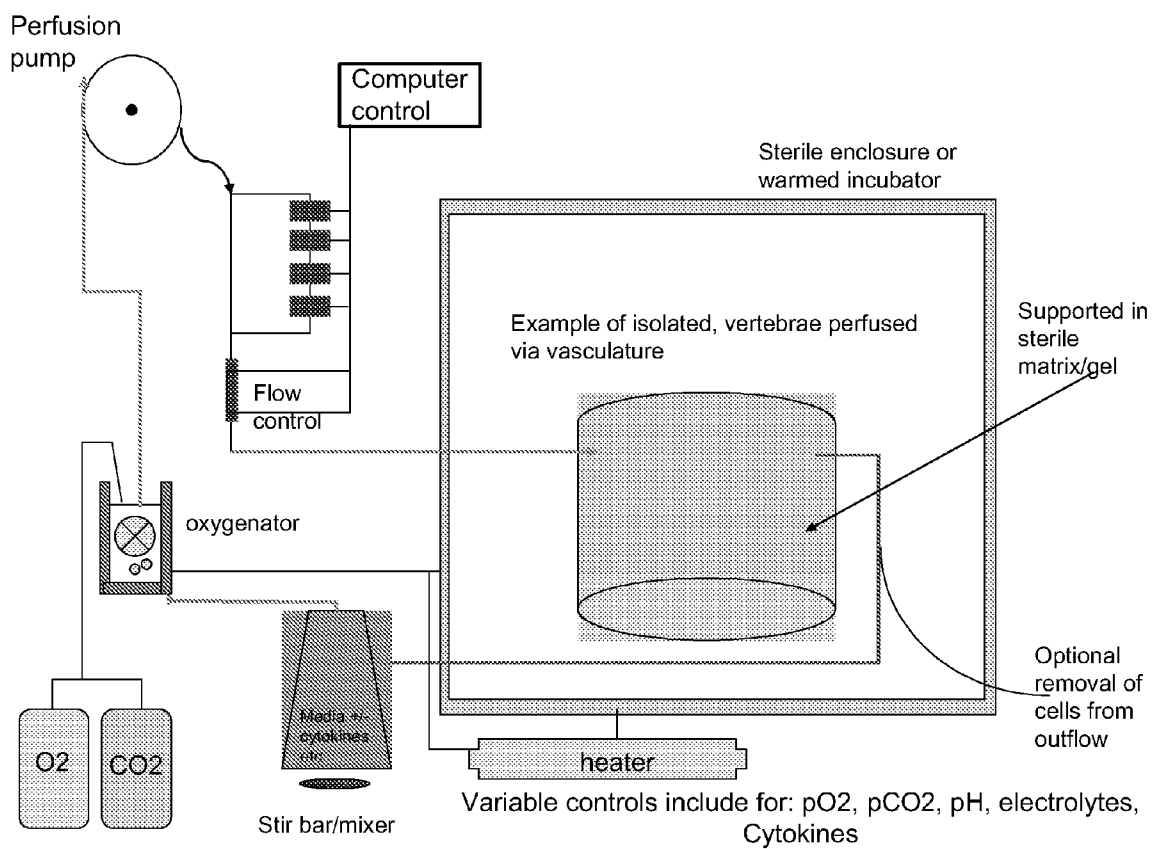 Perfusion
pump
Computer
control
Sterile enclosure or
warmed incubator
Example of isolated, vertebrae perfused
via vasculature
Supported in
sterile
matrix/gel
Flow
control
oxygenator
Optional
removal of
cells from
outflow
Media +/-
cytokines
O2
CO2
heater
Stir bar/mixer
Variable controls include for: pO2, pCO2, pH, electrolytes,
Cytokines